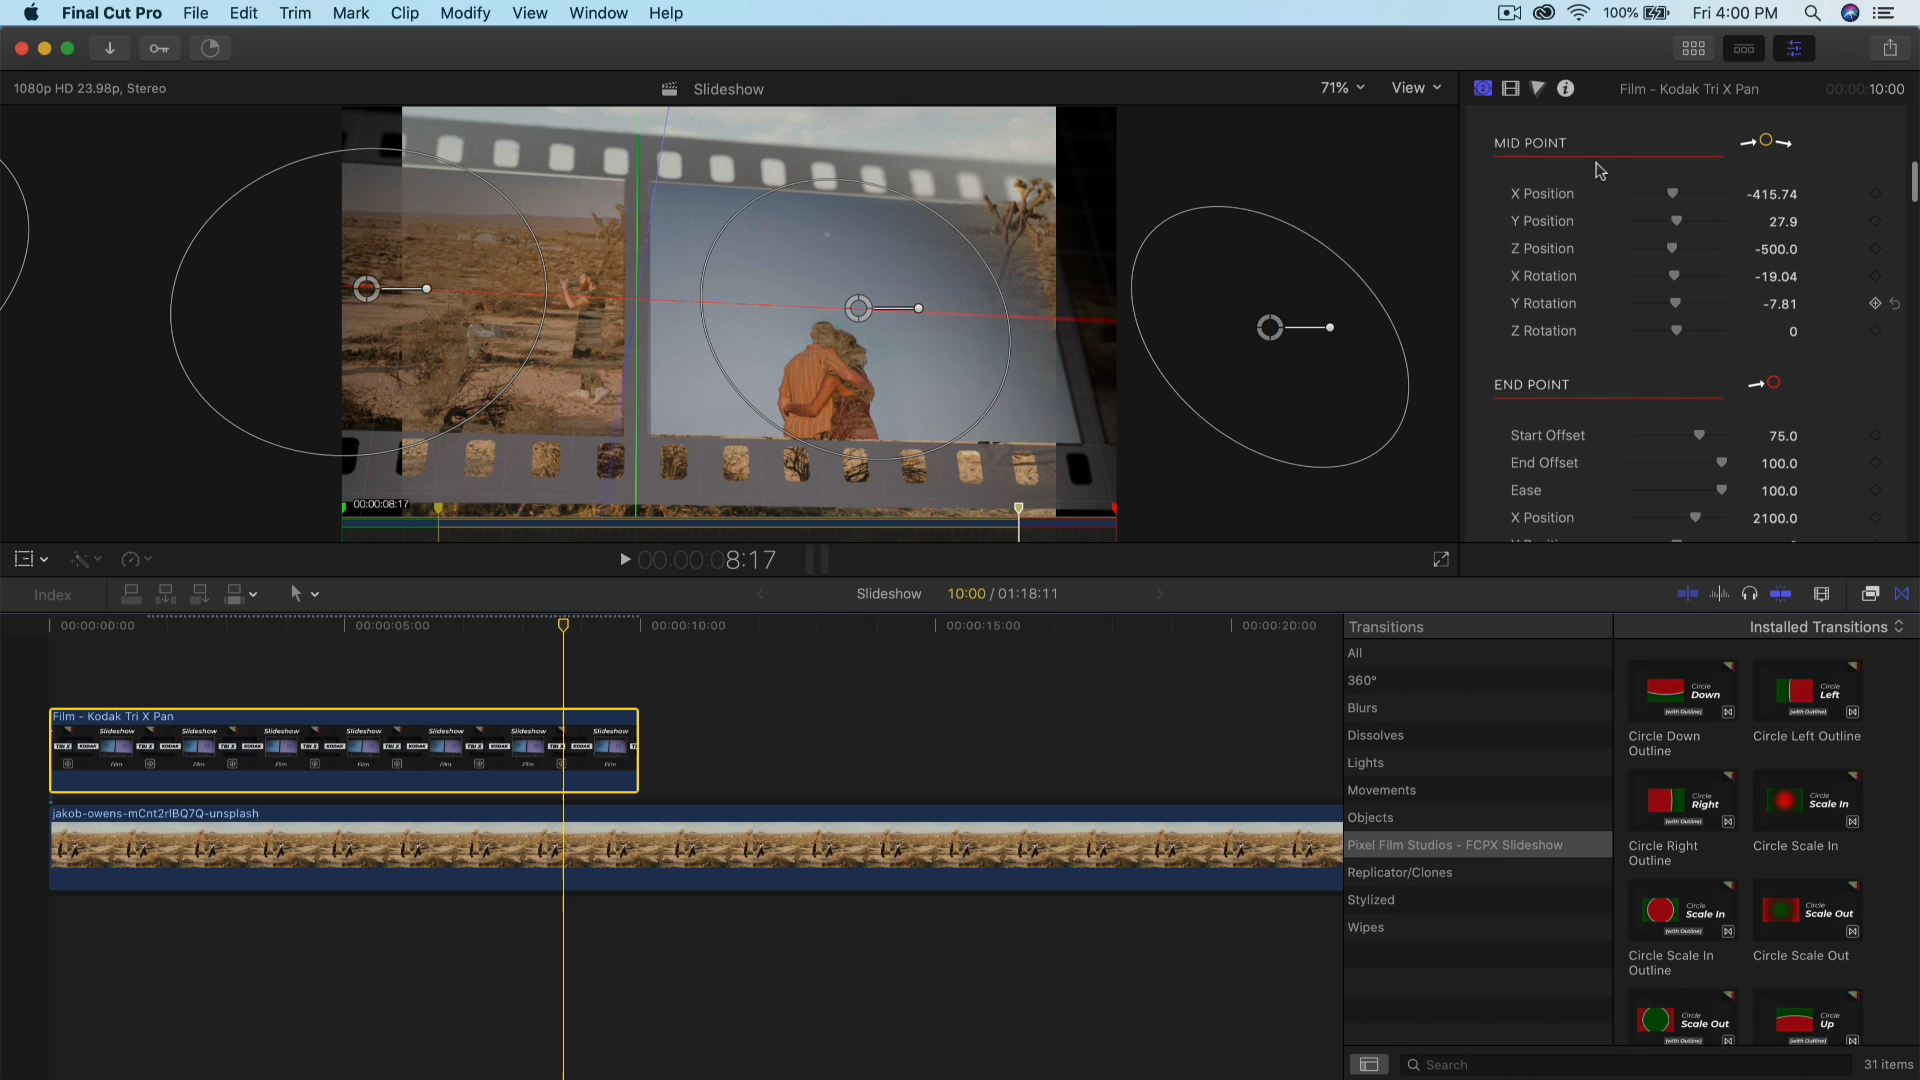 Final Cut Pro File Edit Trim Mark Clip Modify View Window Help 100% Fri 4:00 PM
1080p HD 23.98p, Stereo
Slideshow
71% View
Film - Kodak Tri X Pan
00:00:10:00
MID POINT
X Position -415.74
Y Position 27.9
Z Position -500.0
X Rotation -19.04
Y Rotation -7.81
Z Rotation 0
END POINT
Start Offset 75.0
End Offset 100.0
Ease 100.0
X Position 2100.0
00:00:08:17
00:00:00:08:17
Index
Slideshow 10:00 / 01:18:11
00:00:00:00
00:00:05:00
00:00:10:00
00:00:15:00
00:00:20:00
Film - Kodak Tri X Pan
Slideshow Slideshow Slideshow Slideshow Slideshow Slideshow Slideshow
TRI X KODAK TRI X KODAK TRI X KODAK TRI X KODAK TRI X KODAK TRI X KODAK TRI X KODAK
Film Film Film Film Film Film Film
jakob-owens-mCnt2rlBQ7Q-unsplash
Transitions
All
360°
Blurs
Dissolves
Lights
Movements
Objects
Pixel Film Studios - FCPX Slideshow
Replicator/Clones
Stylized
Wipes
Installed Transitions
Circle Down (with Outline)
Circle Left (with Outline)
Circle Down Outline
Circle Left Outline
Circle Right (with Outline)
Circle Scale In
Circle Right Outline
Circle Scale In
Circle Scale In (with Outline)
Circle Scale Out
Circle Scale In Outline
Circle Scale Out
Circle Scale Out (with Outline)
Circle Up (with Outline)
Search
31 items